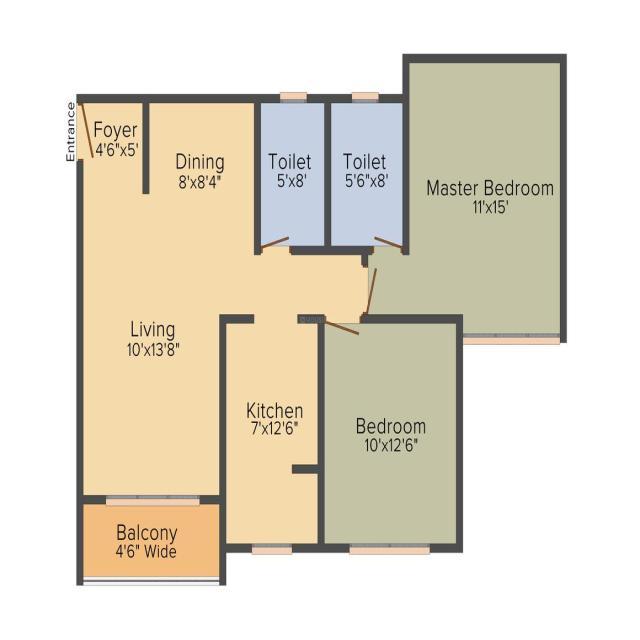 Entrance
Foyer
4'6"x5'
Dining
8'x8'4"
Toilet
5'x8'
Toilet
5'6"x8'
Master Bedroom
11'x15'
Living
10'x13'8"
Kitchen
7'x12'6"
Bedroom
10'x12'6"
Balcony
4'6" Wide